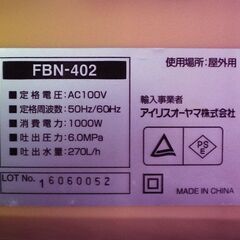 FBN-402
使用場所:屋外用
■定格電圧:AC100V
■定格周波数:50Hz/60Hz
■消費電力:1000W
■吐出圧力:6.0MPa
■吐出水量:270L/h
輸入事業者
アイリスオーヤマ株式会社
PS
E
LOT No. 16060052
MADE IN CHINA